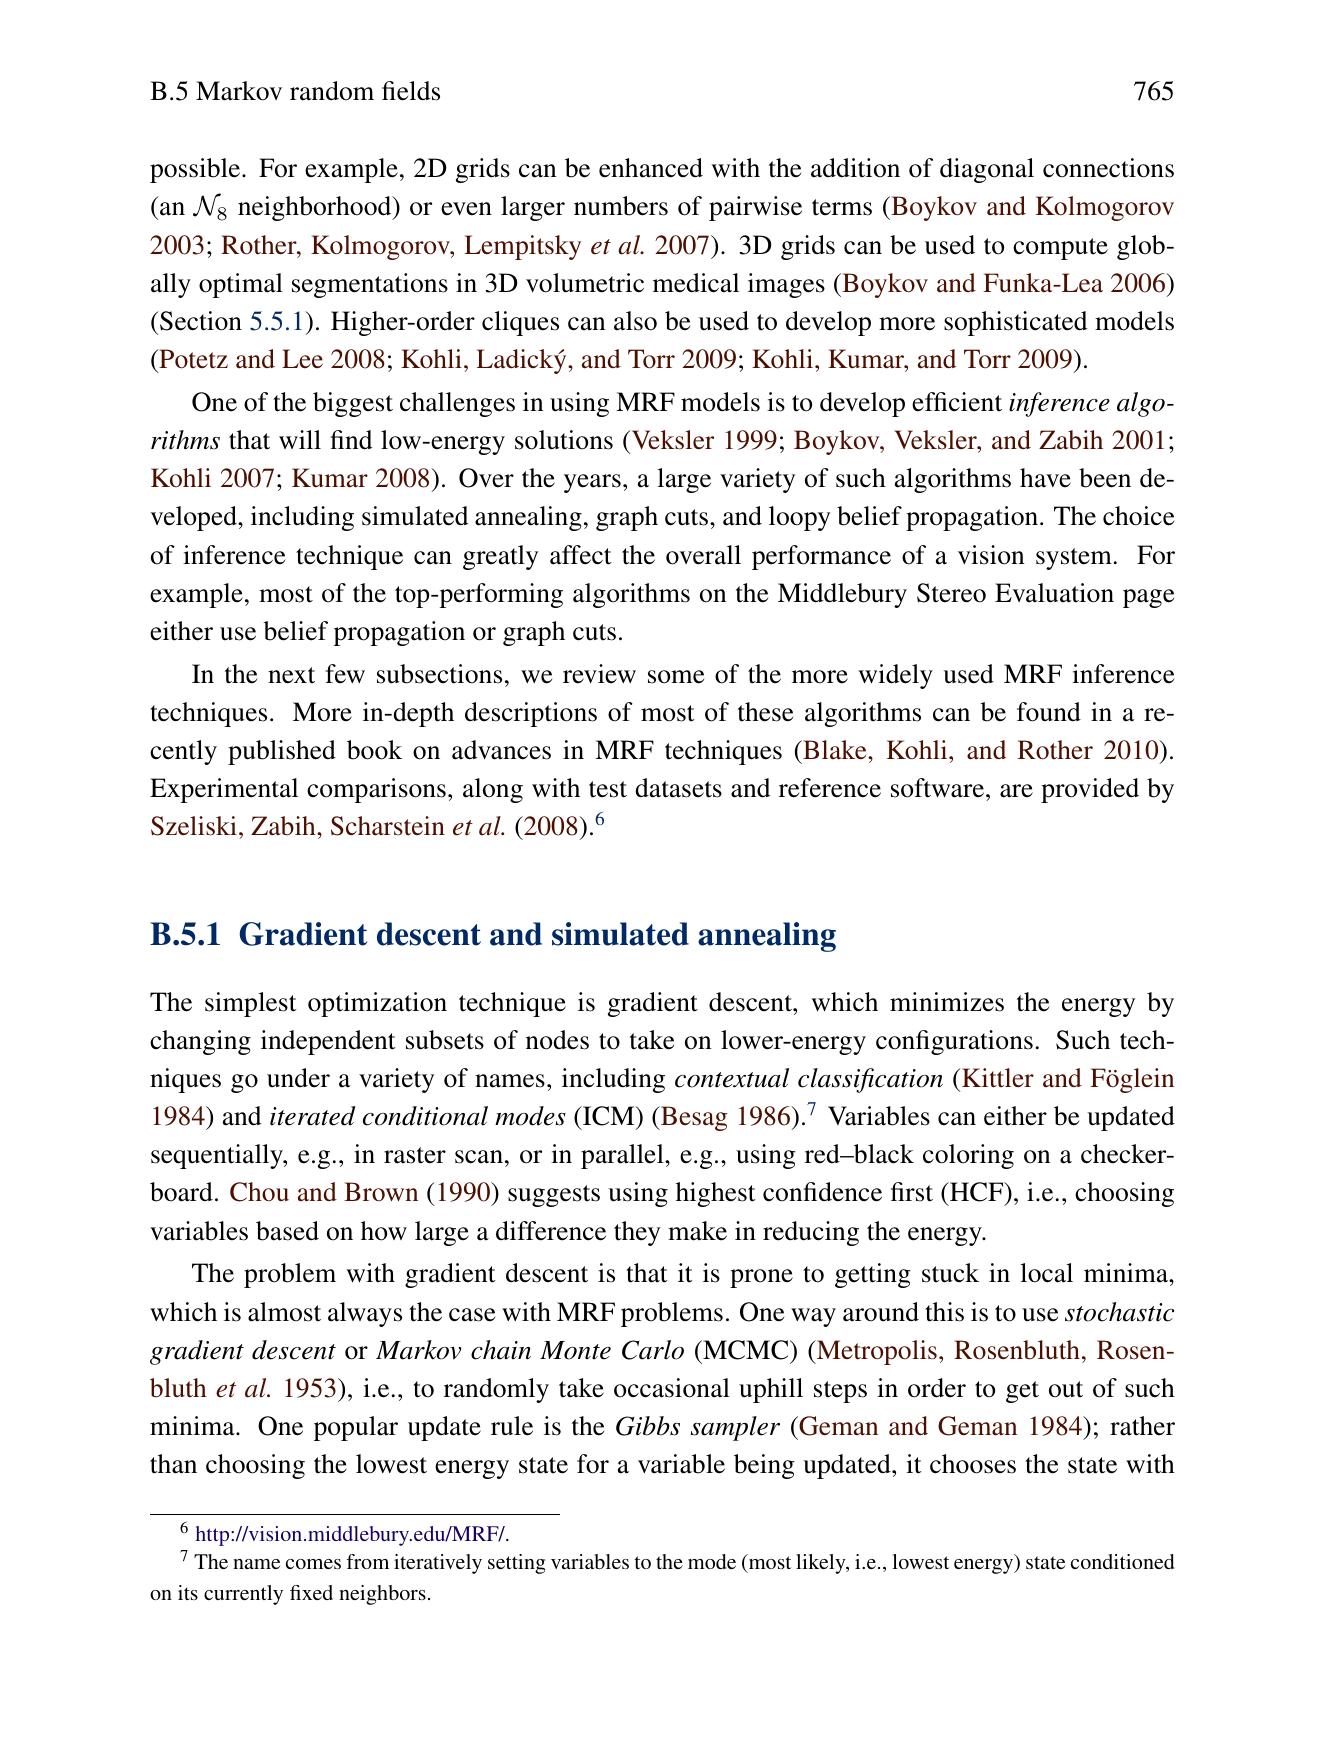 B.5 Markov random fields 765
possible. For example, 2D grids can be enhanced with the addition of diagonal connections
(an 𝒩₈ neighborhood) or even larger numbers of pairwise terms (Boykov and Kolmogorov
2003; Rother, Kolmogorov, Lempitsky et al. 2007). 3D grids can be used to compute glob-
ally optimal segmentations in 3D volumetric medical images (Boykov and Funka-Lea 2006)
(Section 5.5.1). Higher-order cliques can also be used to develop more sophisticated models
(Potetz and Lee 2008; Kohli, Ladický, and Torr 2009; Kohli, Kumar, and Torr 2009).
One of the biggest challenges in using MRF models is to develop efficient inference algo-
rithms that will find low-energy solutions (Veksler 1999; Boykov, Veksler, and Zabih 2001;
Kohli 2007; Kumar 2008). Over the years, a large variety of such algorithms have been de-
veloped, including simulated annealing, graph cuts, and loopy belief propagation. The choice
of inference technique can greatly affect the overall performance of a vision system. For
example, most of the top-performing algorithms on the Middlebury Stereo Evaluation page
either use belief propagation or graph cuts.
In the next few subsections, we review some of the more widely used MRF inference
techniques. More in-depth descriptions of most of these algorithms can be found in a re-
cently published book on advances in MRF techniques (Blake, Kohli, and Rother 2010).
Experimental comparisons, along with test datasets and reference software, are provided by
Szeliski, Zabih, Scharstein et al. (2008).⁶
B.5.1 Gradient descent and simulated annealing
The simplest optimization technique is gradient descent, which minimizes the energy by
changing independent subsets of nodes to take on lower-energy configurations. Such tech-
niques go under a variety of names, including contextual classification (Kittler and Föglein
1984) and iterated conditional modes (ICM) (Besag 1986).⁷ Variables can either be updated
sequentially, e.g., in raster scan, or in parallel, e.g., using red–black coloring on a checker-
board. Chou and Brown (1990) suggests using highest confidence first (HCF), i.e., choosing
variables based on how large a difference they make in reducing the energy.
The problem with gradient descent is that it is prone to getting stuck in local minima,
which is almost always the case with MRF problems. One way around this is to use stochastic
gradient descent or Markov chain Monte Carlo (MCMC) (Metropolis, Rosenbluth, Rosen-
bluth et al. 1953), i.e., to randomly take occasional uphill steps in order to get out of such
minima. One popular update rule is the Gibbs sampler (Geman and Geman 1984); rather
than choosing the lowest energy state for a variable being updated, it chooses the state with
⁶ http://vision.middlebury.edu/MRF/.
⁷ The name comes from iteratively setting variables to the mode (most likely, i.e., lowest energy) state conditioned
on its currently fixed neighbors.